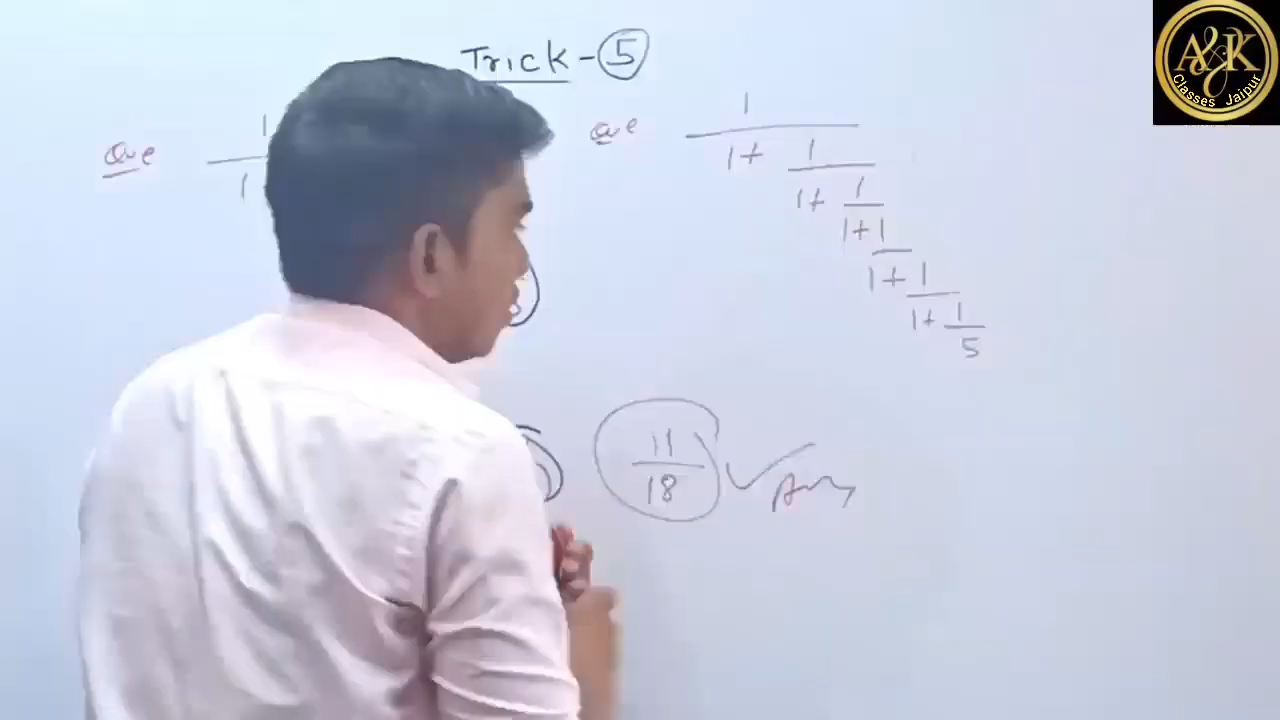 Trick - 5
Que 1
1
Que 1
1 + 1
1 + 1
1 + 1
1 + 1
1 + 1
5
11
18 Ans
A&K
Classes Jaipur